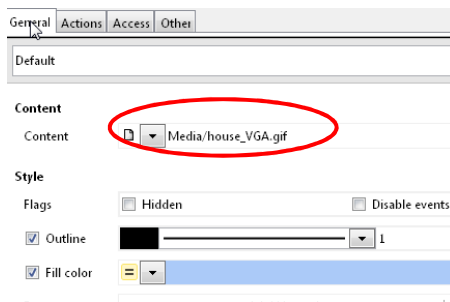 General Actions Access Other
Default
Content
Content Media/house_VGA.gif
Style
Flags Hidden Disable events
Outline 1
Fill color =